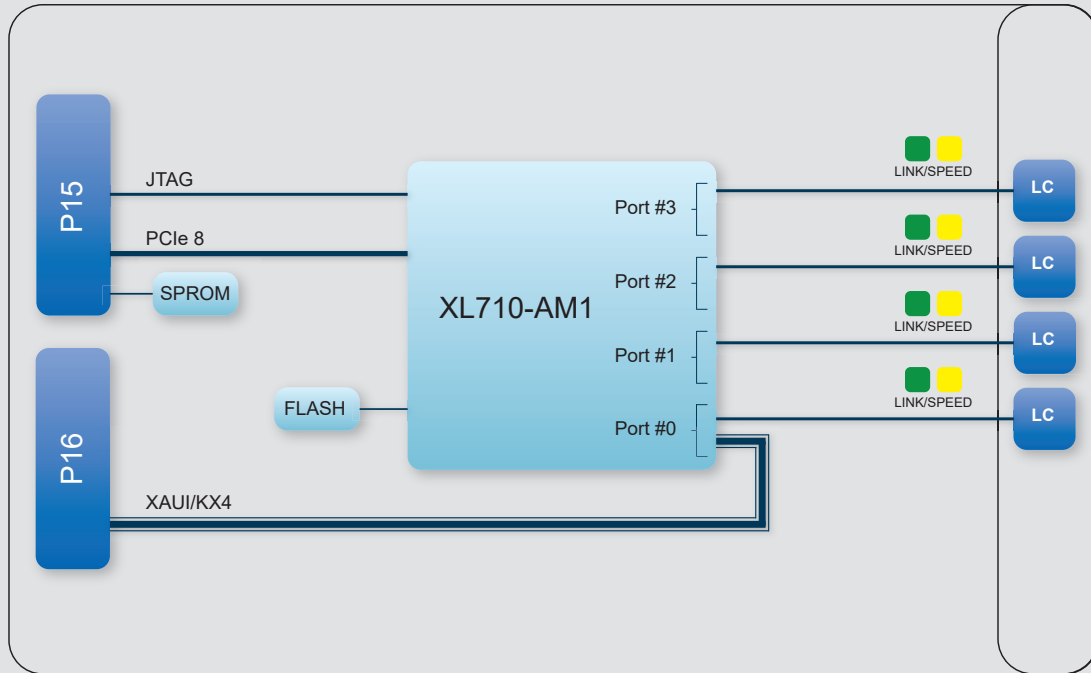 P15
JTAG
PCIe 8
SPROM
P16
XAUI/KX4
FLASH
XL710-AM1
Port #3
Port #2
Port #1
Port #0
LINK/SPEED
LC
LINK/SPEED
LC
LINK/SPEED
LC
LINK/SPEED
LC